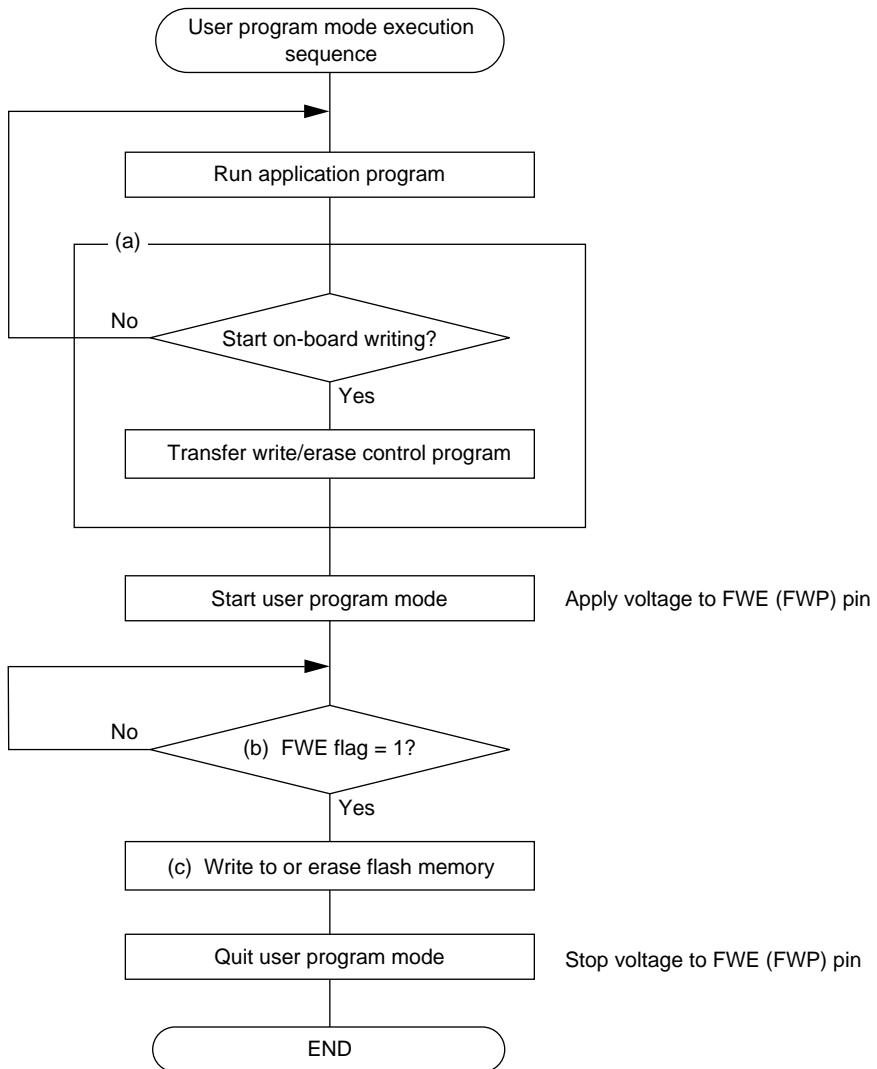 User program mode execution
sequence
Run application program
(a)
No
Start on-board writing?
Yes
Transfer write/erase control program
Start user program mode
Apply voltage to FWE (FWP) pin
No
(b) FWE flag = 1?
Yes
(c) Write to or erase flash memory
Quit user program mode
Stop voltage to FWE (FWP) pin
END